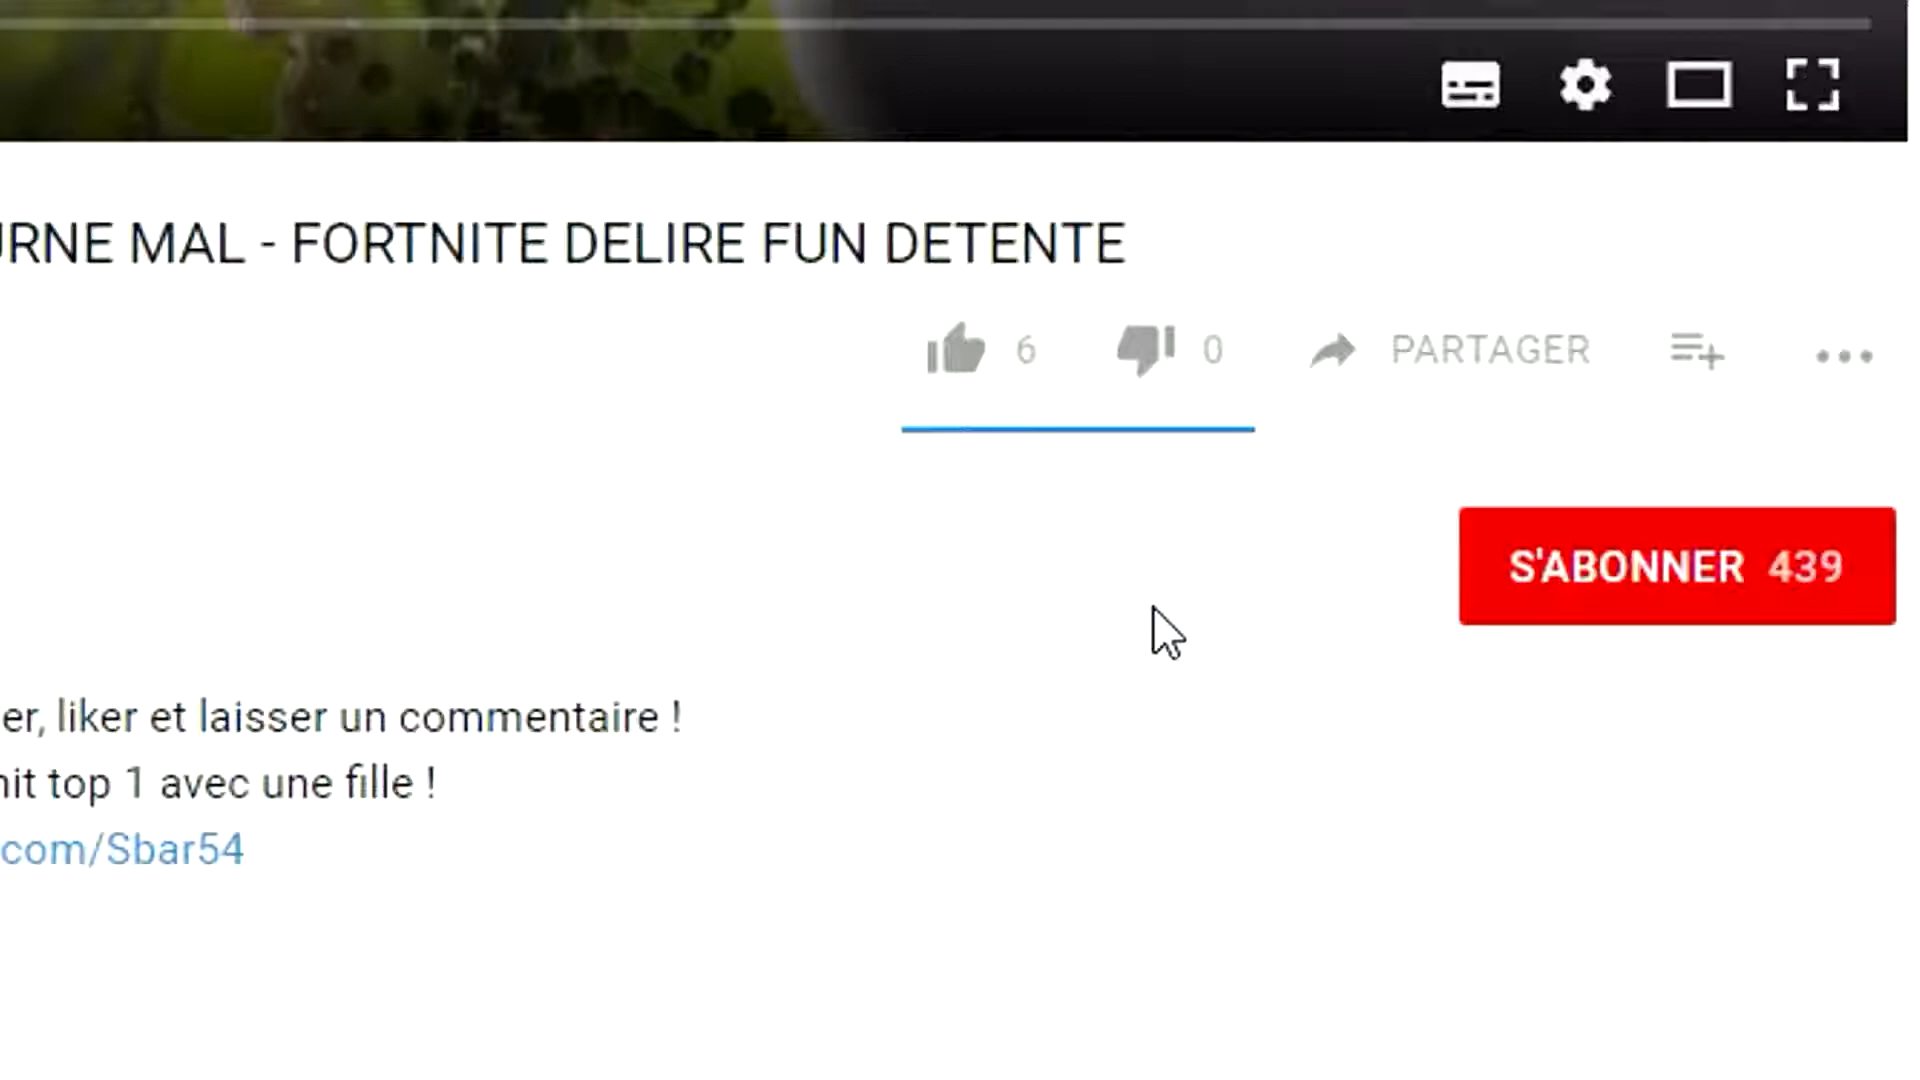 URNE MAL - FORTNITE DELIRE FUN DETENTE
6 0 PARTAGER
S'ABONNER 439
er, liker et laisser un commentaire !
nit top 1 avec une fille !
com/Sbar54